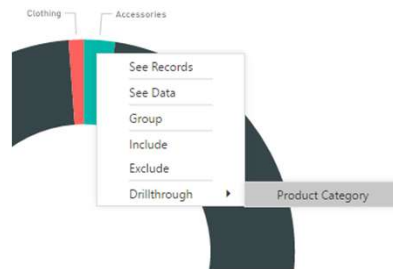 Clothing
Accessories
See Records
See Data
Group
Include
Exclude
Drillthrough
Product Category